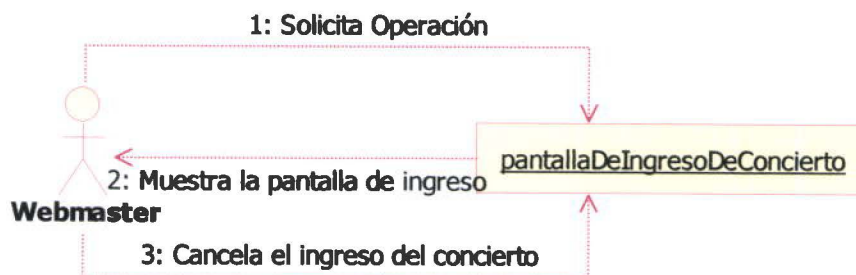 1: Solicita Operación
pantallaDeIngresoDeConcierto
2: Muestra la pantalla de ingreso
Webmaster
3: Cancela el ingreso del concierto